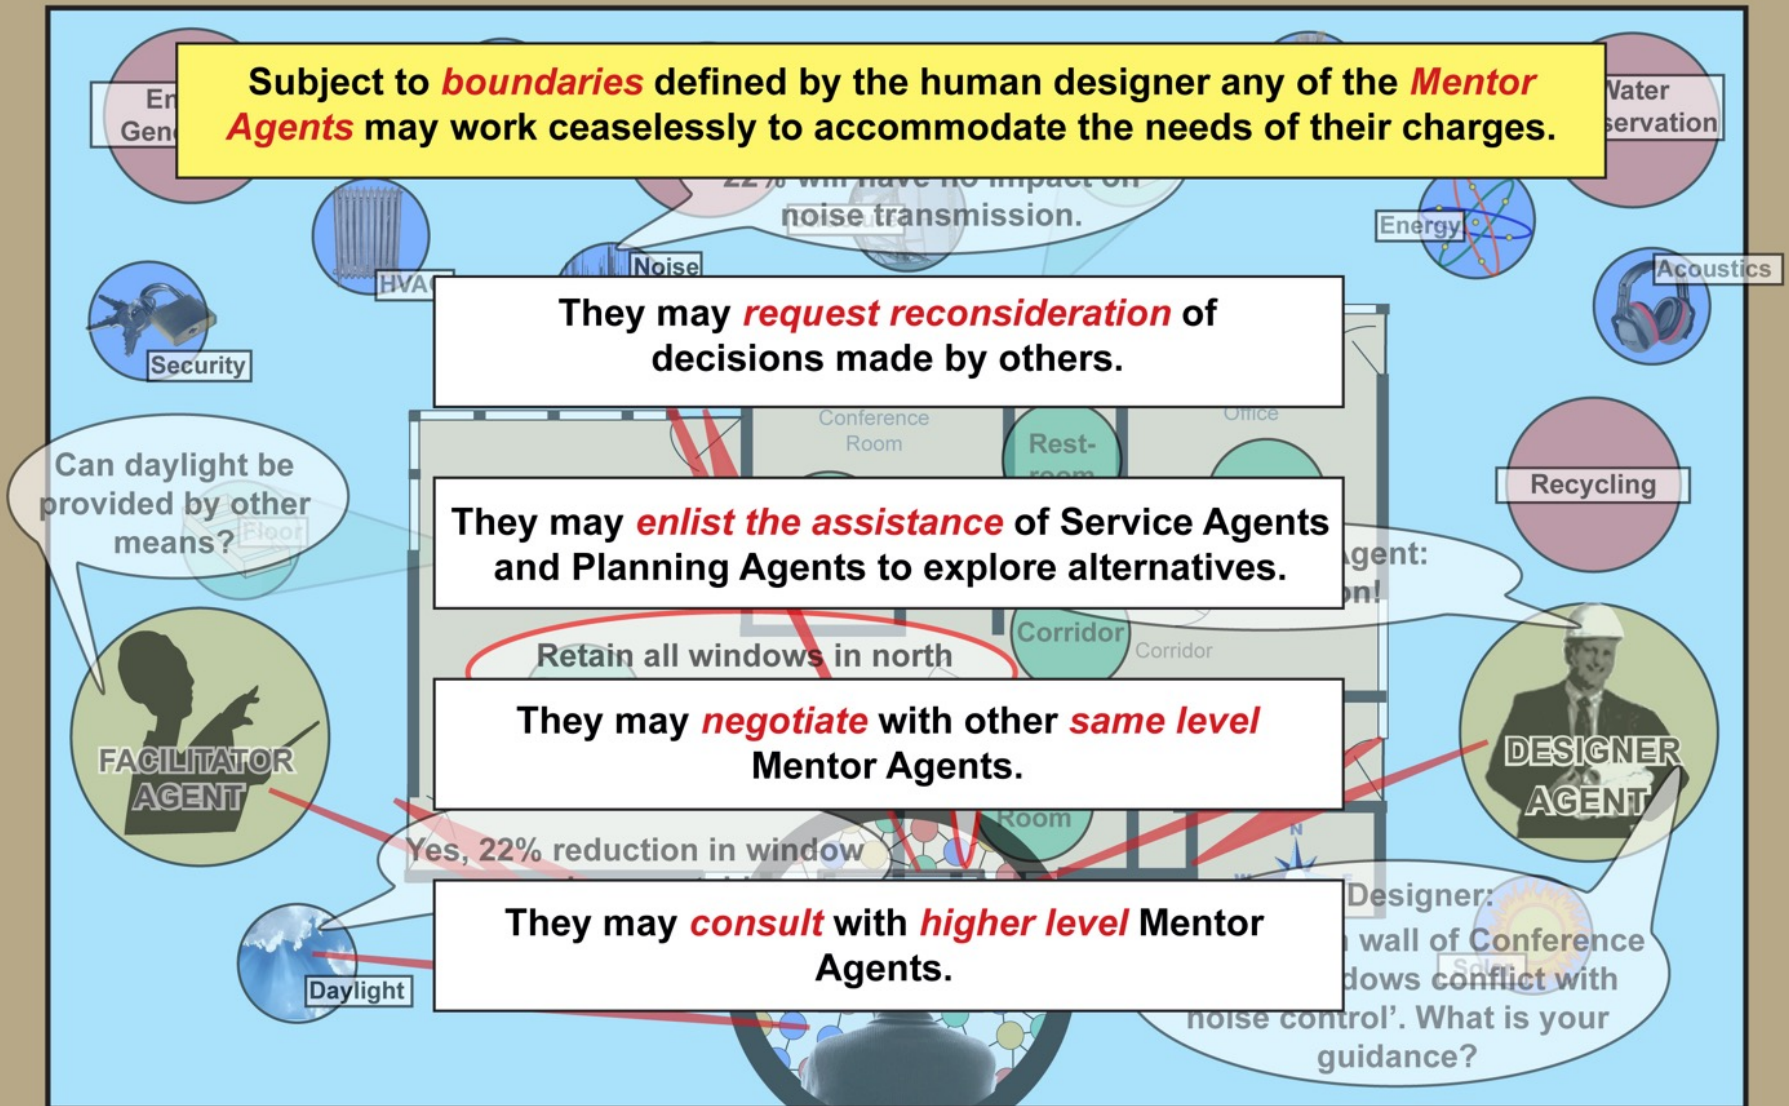 Subject to boundaries defined by the human designer any of the Mentor
Agents may work ceaselessly to accommodate the needs of their charges.
Water
noise transmission.
Energy
Noise
Acoustics
Security
They may request reconsideration of
decisions made by others.
Conference
Room
Rest-
room
Office
Can daylight be
provided by other
means?
Floor
Recycling
They may enlist the assistance of Service Agents
and Planning Agents to explore alternatives.
Corridor
Corridor
Retain all windows in north
They may negotiate with other same level
Mentor Agents.
FACILITATOR
AGENT
DESIGNER
AGENT
Room
N
Yes, 22% reduction in window
They may consult with higher level Mentor
Agents.
Daylight
Designer:
wall of Conference
conflict with
noise control’. What is your
guidance?